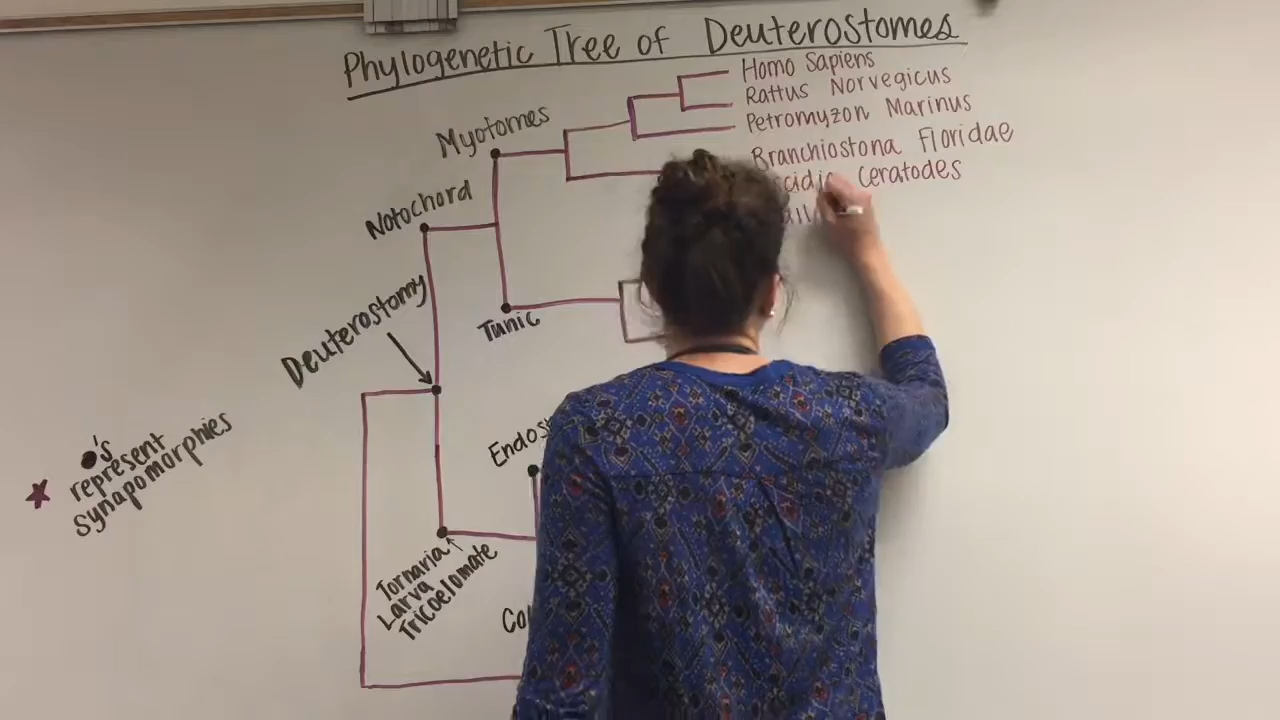 Phylogenetic Tree of Deuterostomes
Homo Sapiens
Rattus Norvegicus
Petromyzon Marinus
Branchiostona Floridae
Ceratodes
Myotomes
Notochord
Tunic
Deuterostomy
●'s
represent
synapomorphies
Tornaria
Larva
Tricoelomate